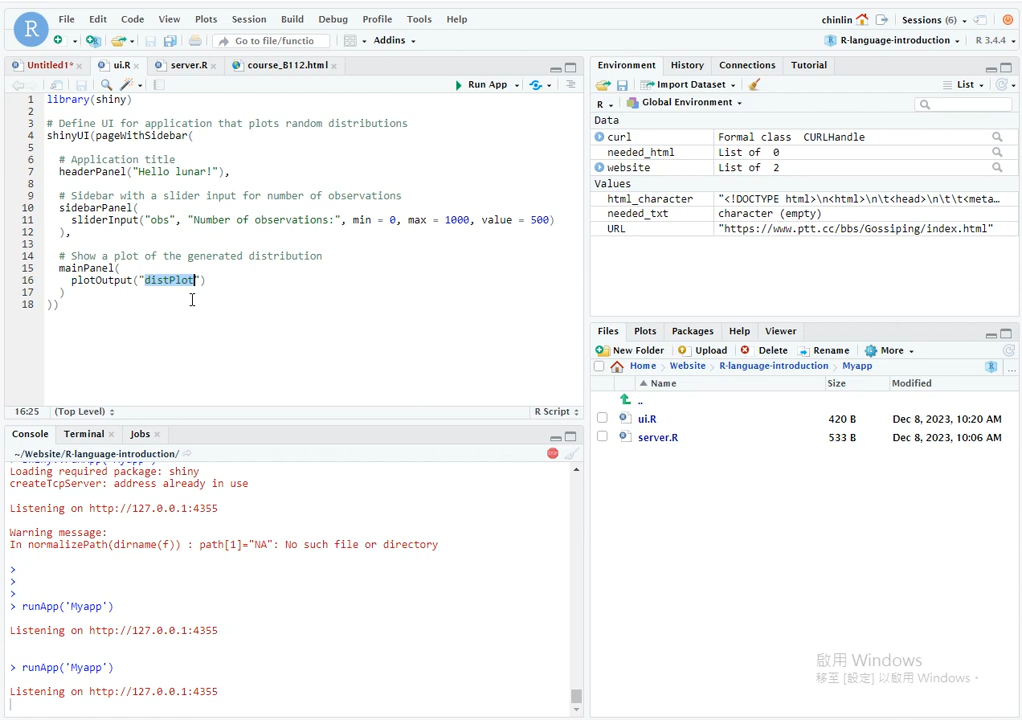 File Edit Code View Plots Session Build Debug Profile Tools Help
chinlin Sessions (6)
Go to file/functio Addins
R-language-introduction R 3.4.4
Untitled1* ui.R server.R course_B112.html
Run App
1 library(shiny)
2
3 # Define UI for application that plots random distributions
4 shinyUI(pageWithSidebar(
5
6 # Application title
7 headerPanel("Hello lunar!"),
8
9 # Sidebar with a slider input for number of observations
10 sidebarPanel(
11 sliderInput("obs", "Number of observations:", min = 0, max = 1000, value = 500)
12 ),
13
14 # Show a plot of the generated distribution
15 mainPanel(
16 plotOutput("distPlot")
17 )
18 ))
16:25 (Top Level) R Script
Console Terminal Jobs
~/Website/R-language-introduction/
Loading required package: shiny
createTcpServer: address already in use
Listening on http://127.0.0.1:4355
Warning message:
In normalizePath(dirname(f)) : path[1]="NA": No such file or directory
>
>
>
> runApp('Myapp')
Listening on http://127.0.0.1:4355
> runApp('Myapp')
Listening on http://127.0.0.1:4355
Environment History Connections Tutorial
Import Dataset List
R Global Environment
Data
curl Formal class CURLHandle
needed_html List of 0
website List of 2
Values
html_character "<!DOCTYPE html>\n<html>\n\t<head>\n\t\t<meta…
needed_txt character (empty)
URL "https://www.ptt.cc/bbs/Gossiping/index.html"
Files Plots Packages Help Viewer
New Folder Upload Delete Rename More
Home Website R-language-introduction Myapp
Name Size Modified
..
ui.R 420 B Dec 8, 2023, 10:20 AM
server.R 533 B Dec 8, 2023, 10:06 AM
啟用 Windows
移至 [設定] 以啟用 Windows。